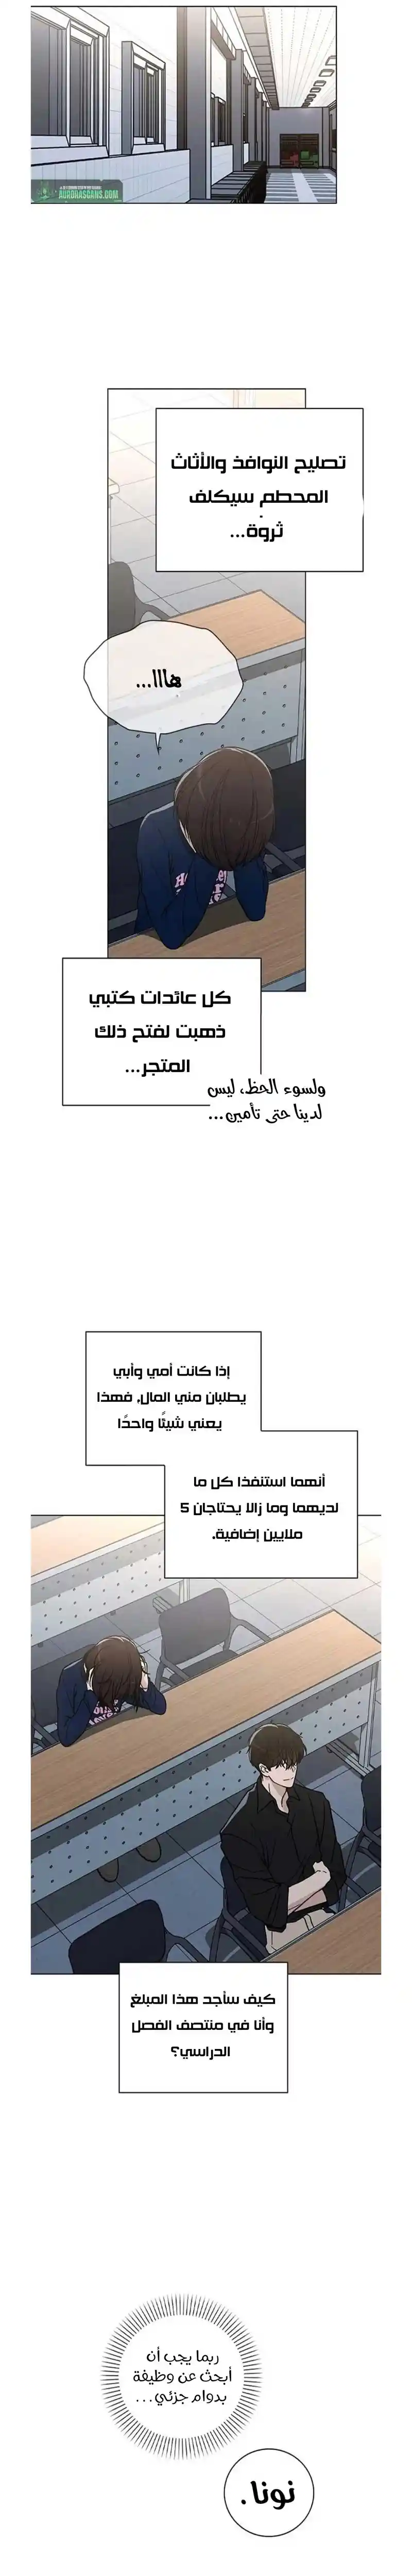 AURORASCANS.COM
تصليح النوافذ والأثاث
المحطم سيكلف
ثروة...
هااا...
كل عائدات كتبي
ذهبت لفتح ذلك
المتجر...
ولسوء الحظ، ليس
لدينا حتى تأمين...
إذا كانت أمي وأبي
يطلبان مني المال، فهذا
يعني شيئًا واحدًا
أنهما استنفذا كل ما
لديهما وما زالا يحتاجان 5
ملايين إضافية.
كيف سأجد هذا المبلغ
وأنا في منتصف الفصل
الدراسي؟
ربما يجب أن
أبحث عن وظيفة
بدوام جزئي...
نونا.